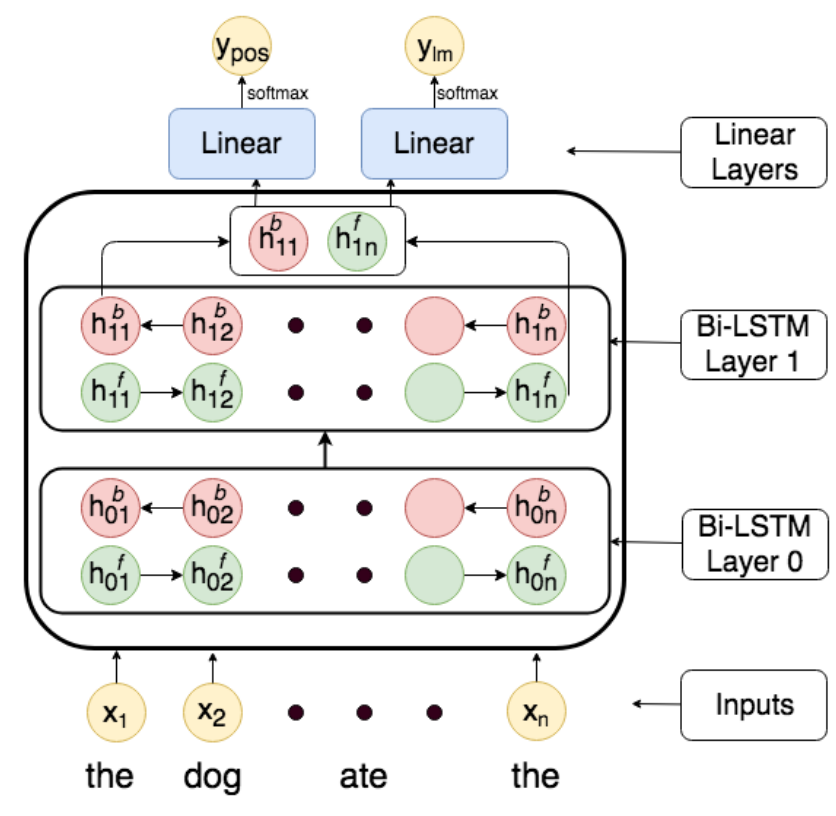 y_pos y_lm
softmax softmax
Linear Linear
Linear
Layers
h^b_11 h^f_1n
h^b_11 h^b_12 h^b_1n
h^f_11 h^f_12 h^f_1n
Bi-LSTM
Layer 1
h^b_01 h^b_02 h^b_0n
h^f_01 h^f_02 h^f_0n
Bi-LSTM
Layer 0
x_1 x_2 x_n
Inputs
the dog ate the